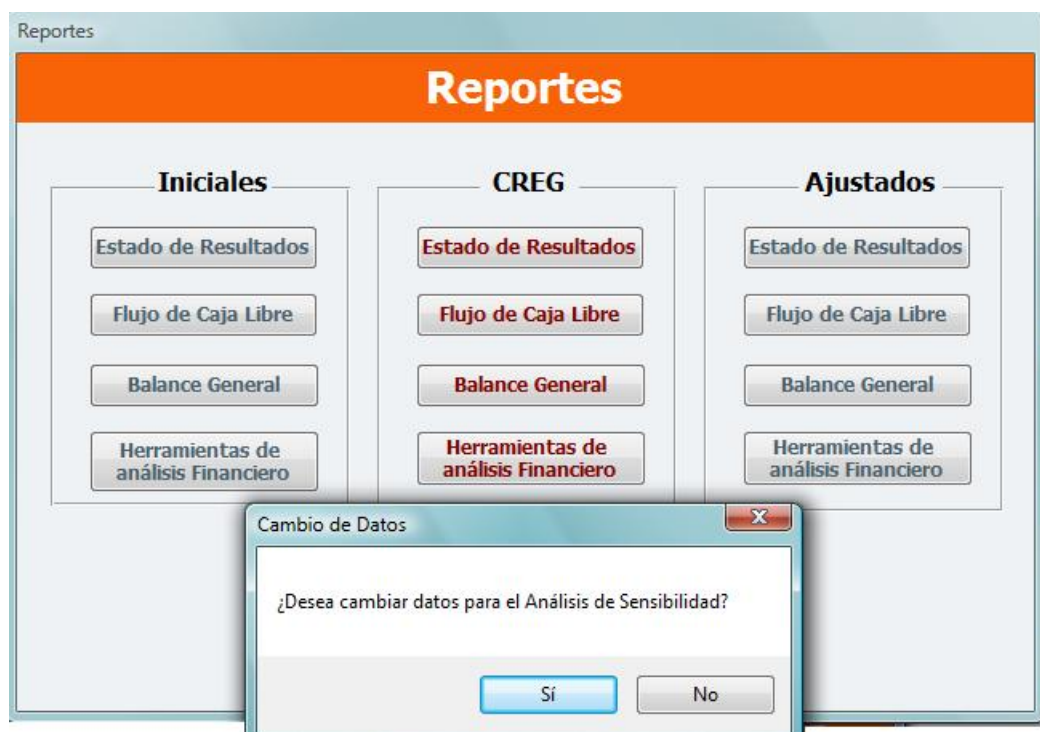 Reportes
Reportes
Iniciales
Estado de Resultados
Flujo de Caja Libre
Balance General
Herramientas de
análisis Financiero
CREG
Estado de Resultados
Flujo de Caja Libre
Balance General
Herramientas de
análisis Financiero
Ajustados
Estado de Resultados
Flujo de Caja Libre
Balance General
Herramientas de
análisis Financiero
Cambio de Datos
¿Desea cambiar datos para el Análisis de Sensibilidad?
Sí
No